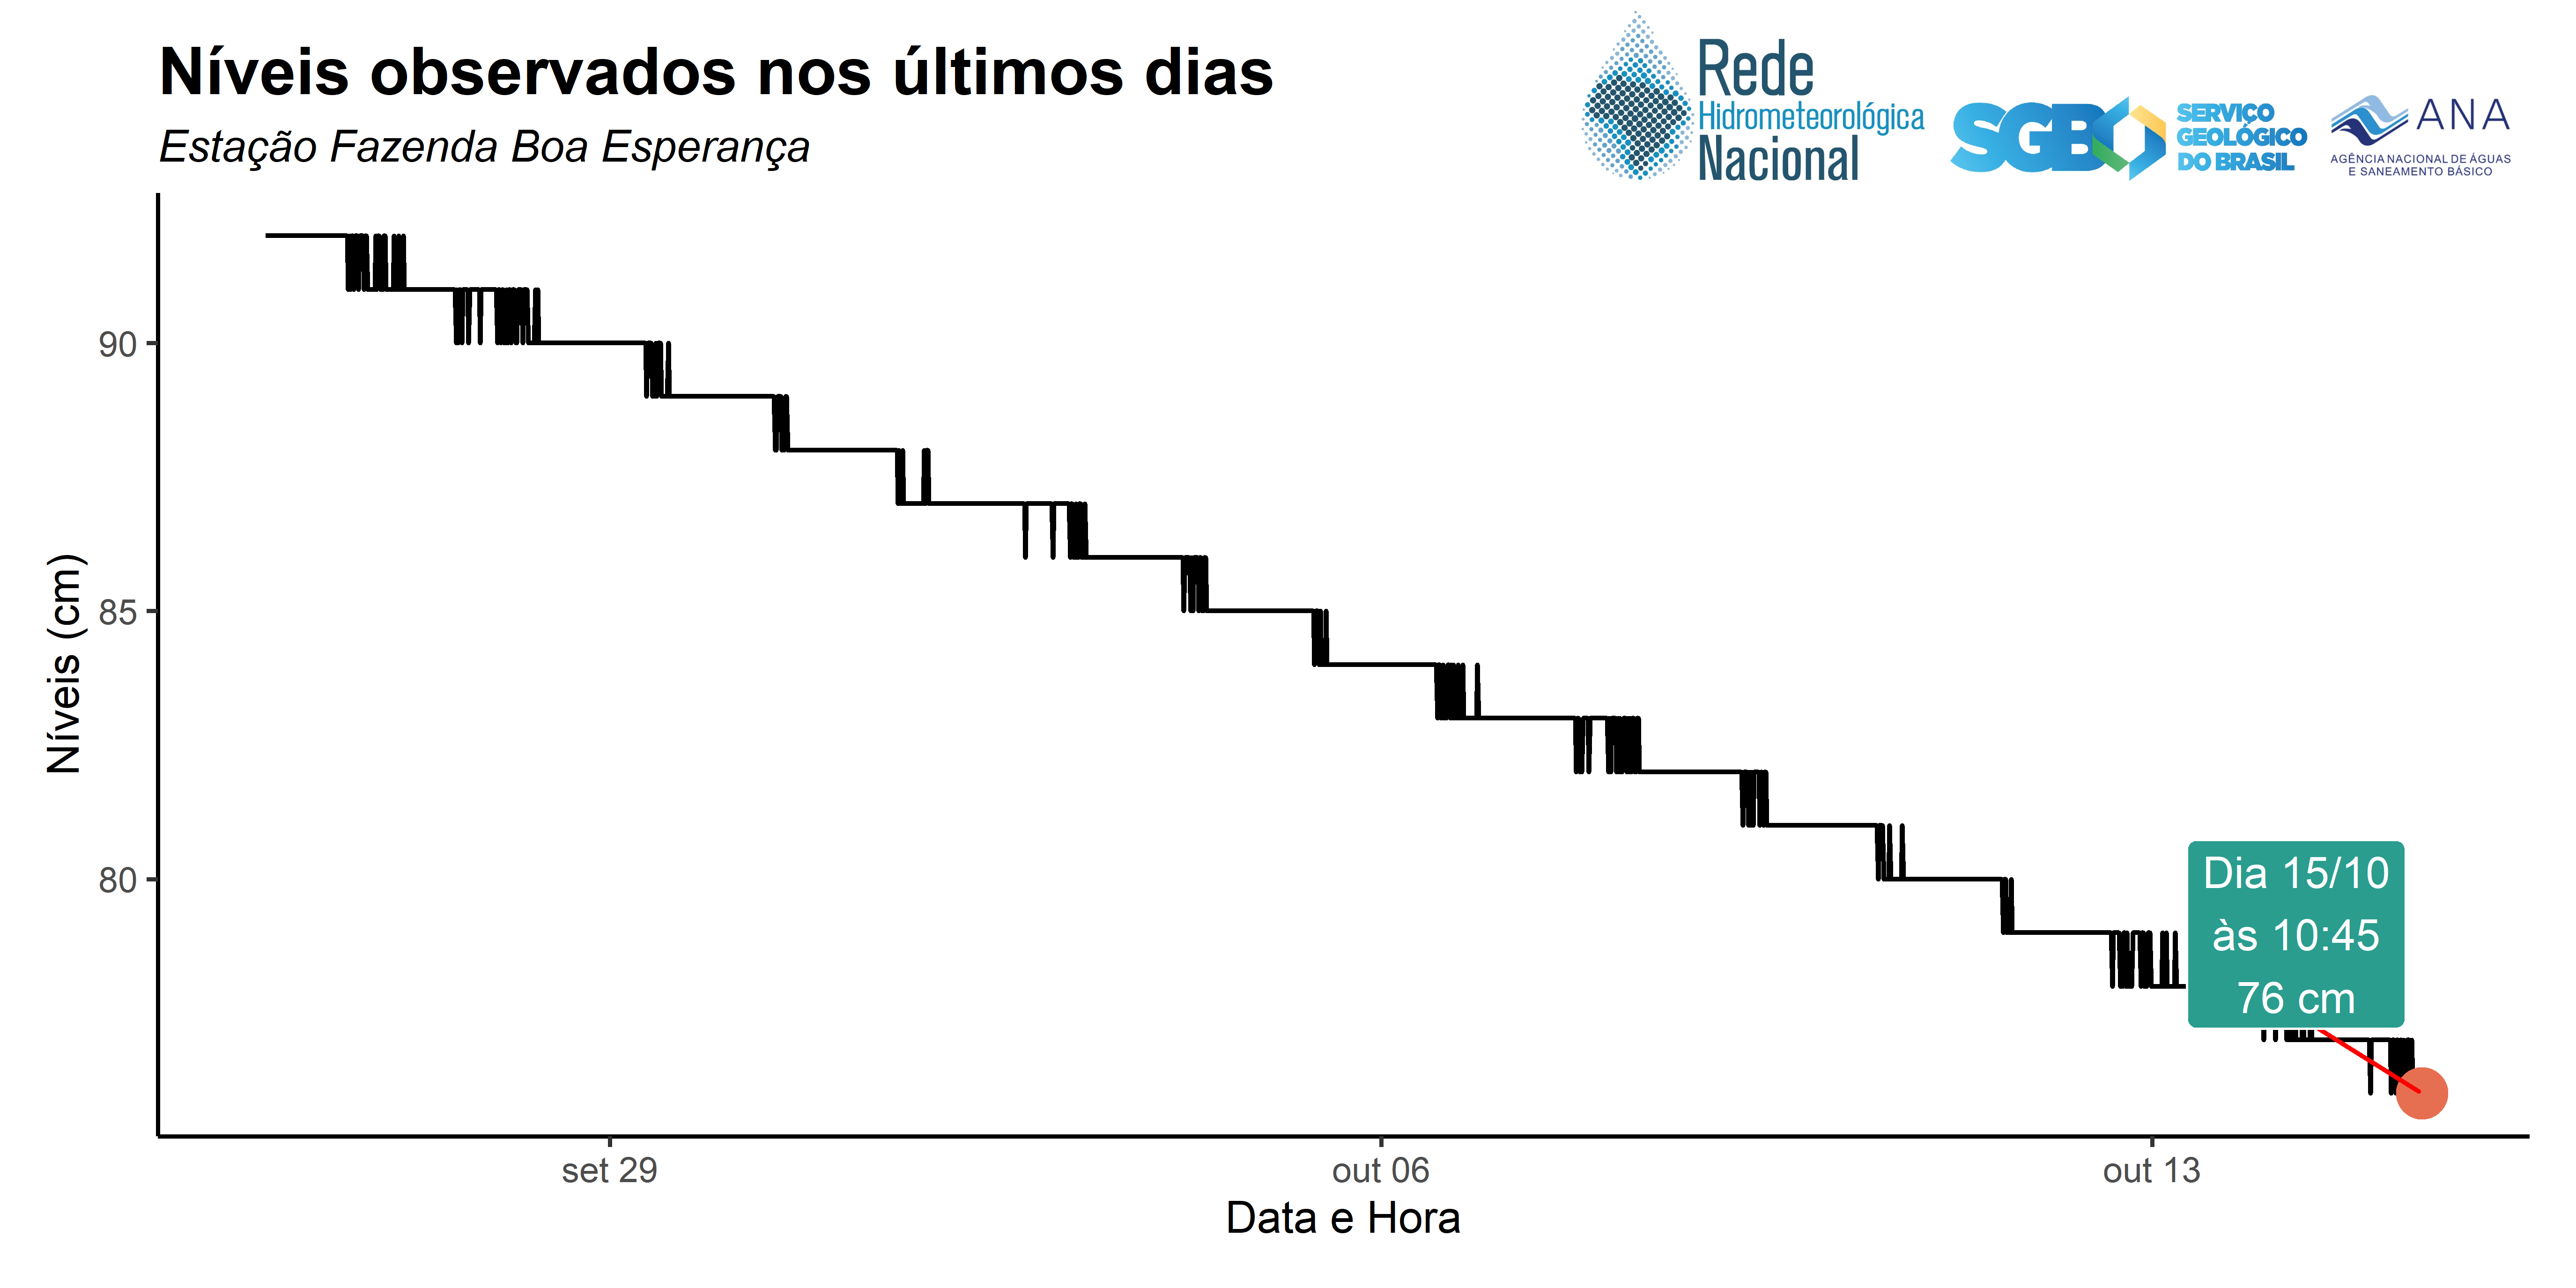 Níveis observados nos últimos dias
Estação Fazenda Boa Esperança
Rede
Hidrometeorológica
Nacional
SGB
SERVIÇO
GEOLÓGICO
DO BRASIL
ANA
AGÊNCIA NACIONAL DE ÁGUAS
E SANEAMENTO BÁSICO
Níveis (cm)
90
85
80
Dia 15/10
às 10:45
76 cm
set 29
out 06
out 13
Data e Hora